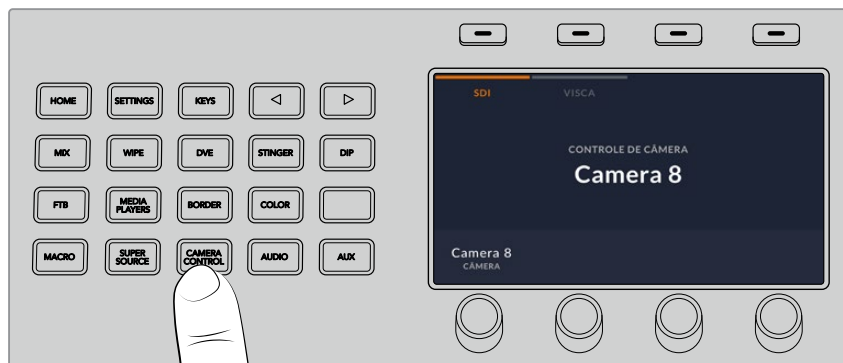 HOME
SETTINGS
KEYS
MIX
WIPE
DVE
STINGER
DIP
FTB
MEDIA
PLAYERS
BORDER
COLOR
MACRO
SUPER
SOURCE
CAMERA
CONTROL
AUDIO
AUX
SDI
VISCA
CONTROLE DE CÂMERA
Camera 8
Camera 8
CÂMERA